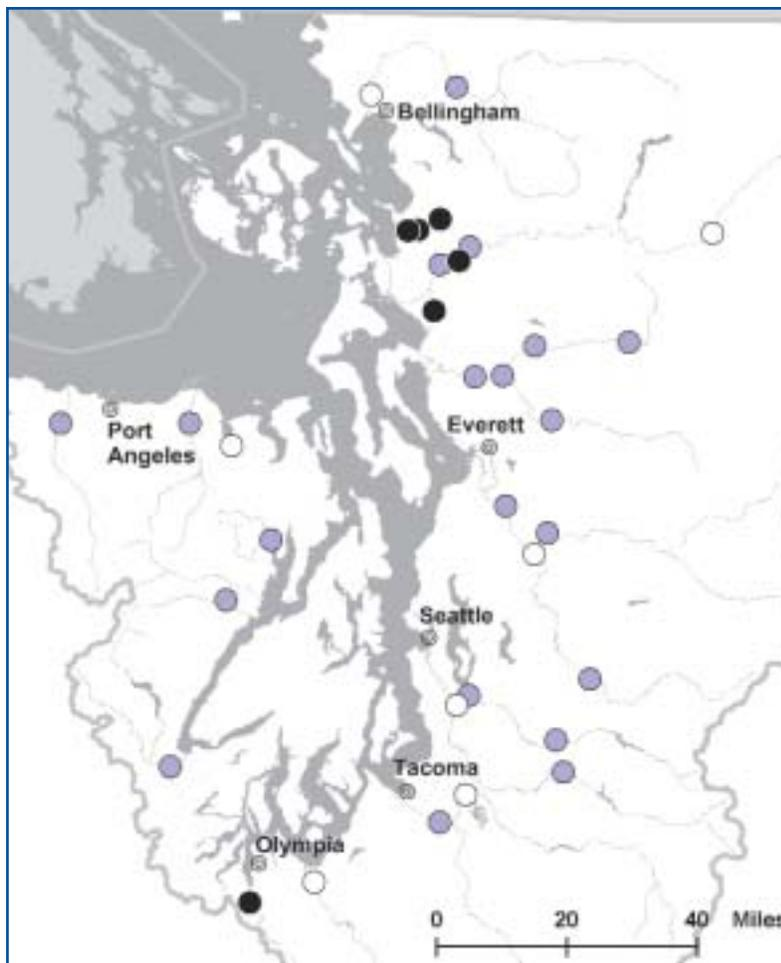 Bellingham
Port
Angeles
Everett
Seattle
Tacoma
Olympia
0 20 40 Miles